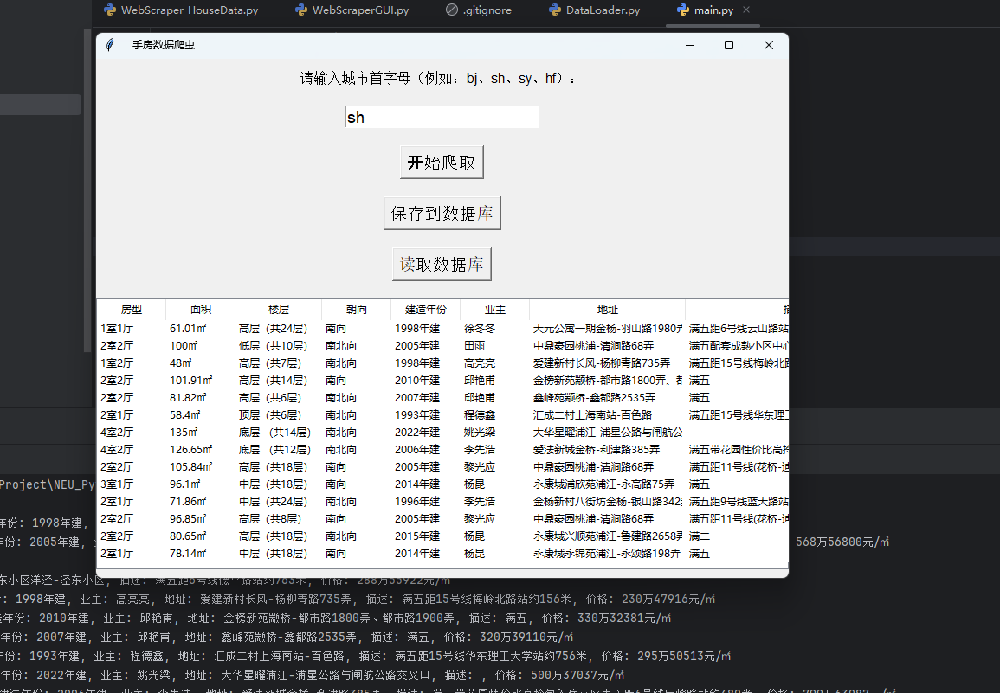 WebScraper_HouseData.py WebScraperGUI.py .gitignore DataLoader.py main.py
二手房数据爬虫
请输入城市首字母（例如：bj、sh、sy、hf）：
sh
开始爬取
保存到数据库
读取数据库
房型 面积 楼层 朝向 建造年份 业主 地址
1室1厅 61.01㎡ 高层（共24层） 南向 1998年建 徐冬冬 天元公寓一期金杨-羽山路1980 满五距6号线云山路站
2室2厅 100㎡ 低层（共10层） 南北向 2005年建 田雨 中鼎豪园桃浦-清涧路68弄 满五配套成熟小区中心
1室2厅 48㎡ 高层（共7层） 南北向 1998年建 高亮亮 爱建新村长风-杨柳青路735弄 满五距15号线梅岭北路
2室2厅 101.91㎡ 高层（共14层） 南向 2010年建 邱艳甫 金榜新苑颛桥-都市路1800弄、 满五
2室2厅 81.82㎡ 高层（共6层） 南北向 2007年建 邱艳甫 鑫峰苑颛桥-鑫都路2535弄 满五
2室1厅 58.4㎡ 顶层（共6层） 南北向 1993年建 程德鑫 汇成二村上海南站-百色路 满五距15号线华东理工
4室2厅 135㎡ 底层 （共14层） 南北向 2022年建 姚光梁 大华星曜浦江-浦星公路与闸航公
4室2厅 126.65㎡ 底层 （共12层） 南北向 2006年建 李先浩 爱法新城金桥-利津路385弄 满五带花园性价比高拎
2室2厅 105.84㎡ 高层（共18层） 南向 2005年建 黎光应 中鼎豪园桃浦-清涧路68弄 满五距11号线(花桥-迪
3室1厅 96.1㎡ 中层（共18层） 南向 2014年建 杨昆 永康城浦欣苑浦江-永高路75弄 满五
2室1厅 71.86㎡ 中层（共24层） 南北向 1996年建 李先浩 金杨新村八街坊金杨-银山路342 满五距9号线蓝天路站
2室2厅 96.85㎡ 高层（共8层） 南向 2005年建 黎光应 中鼎豪园桃浦-清涧路68弄 满五距11号线(花桥-迪
2室2厅 80.65㎡ 高层（共18层） 南北向 2015年建 杨昆 永康城兴顺苑浦江-鲁建路2658 满二
2室1厅 78.14㎡ 中层（共18层） 南向 2014年建 杨昆 永康城永锦苑浦江-永颂路198弄 满五
Project\NEU_Py
年份: 1998年建,
年份: 2005年建, 568万56800元/㎡
东小区洋泾-泾东小区, 描述: 满五距6号线德平路站约763米, 价格: 288万55922元/㎡
: 1998年建, 业主: 高亮亮, 地址: 爱建新村长风-杨柳青路735弄, 描述: 满五距15号线梅岭北路站约156米, 价格: 230万47916元/㎡
造年份: 2010年建, 业主: 邱艳甫, 地址: 金榜新苑颛桥-都市路1800弄、都市路1900弄, 描述: 满五, 价格: 330万32381元/㎡
年份: 2007年建, 业主: 邱艳甫, 地址: 鑫峰苑颛桥-鑫都路2535弄, 描述: 满五, 价格: 320万39110元/㎡
年份: 1993年建, 业主: 程德鑫, 地址: 汇成二村上海南站-百色路, 描述: 满五距15号线华东理工大学站约756米, 价格: 295万50513元/㎡
年份: 2022年建, 业主: 姚光梁, 地址: 大华星曜浦江-浦星公路与闸航公路交叉口, 描述: , 价格: 500万37037元/㎡